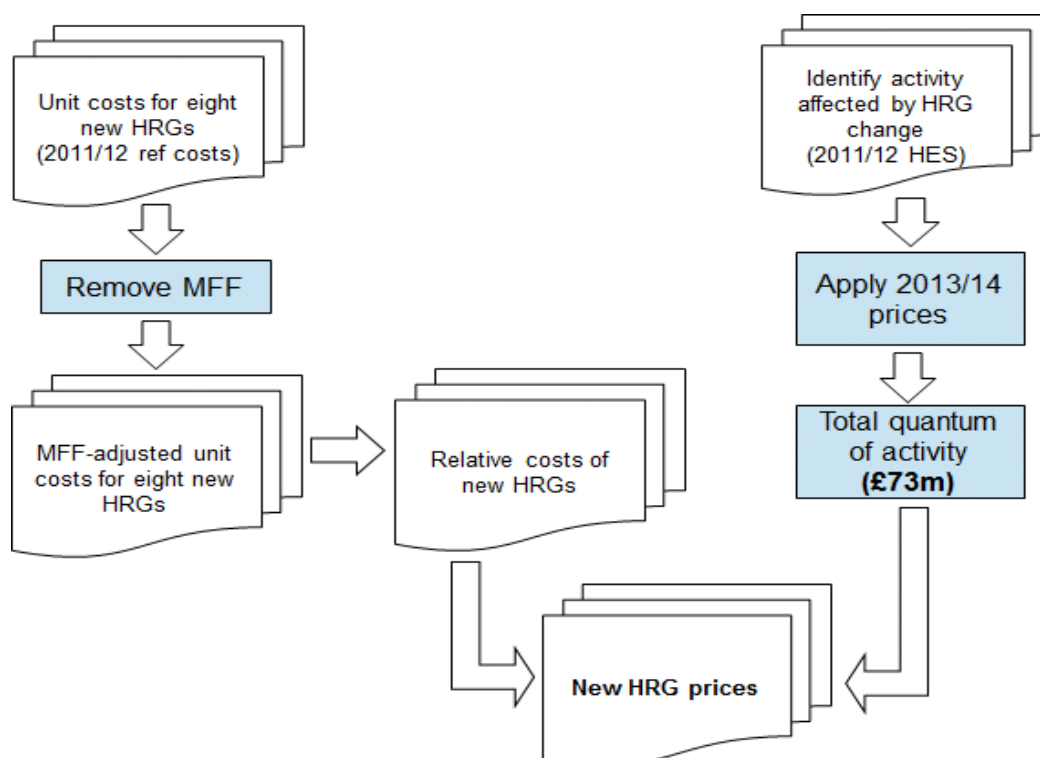 Unit costs for eight
new HRGs
(2011/12 ref costs)
Remove MFF
MFF-adjusted unit
costs for eight new
HRGs
Relative costs of
new HRGs
Identify activity
affected by HRG
change
(2011/12 HES)
Apply 2013/14
prices
Total quantum
of activity
(£73m)
New HRG prices